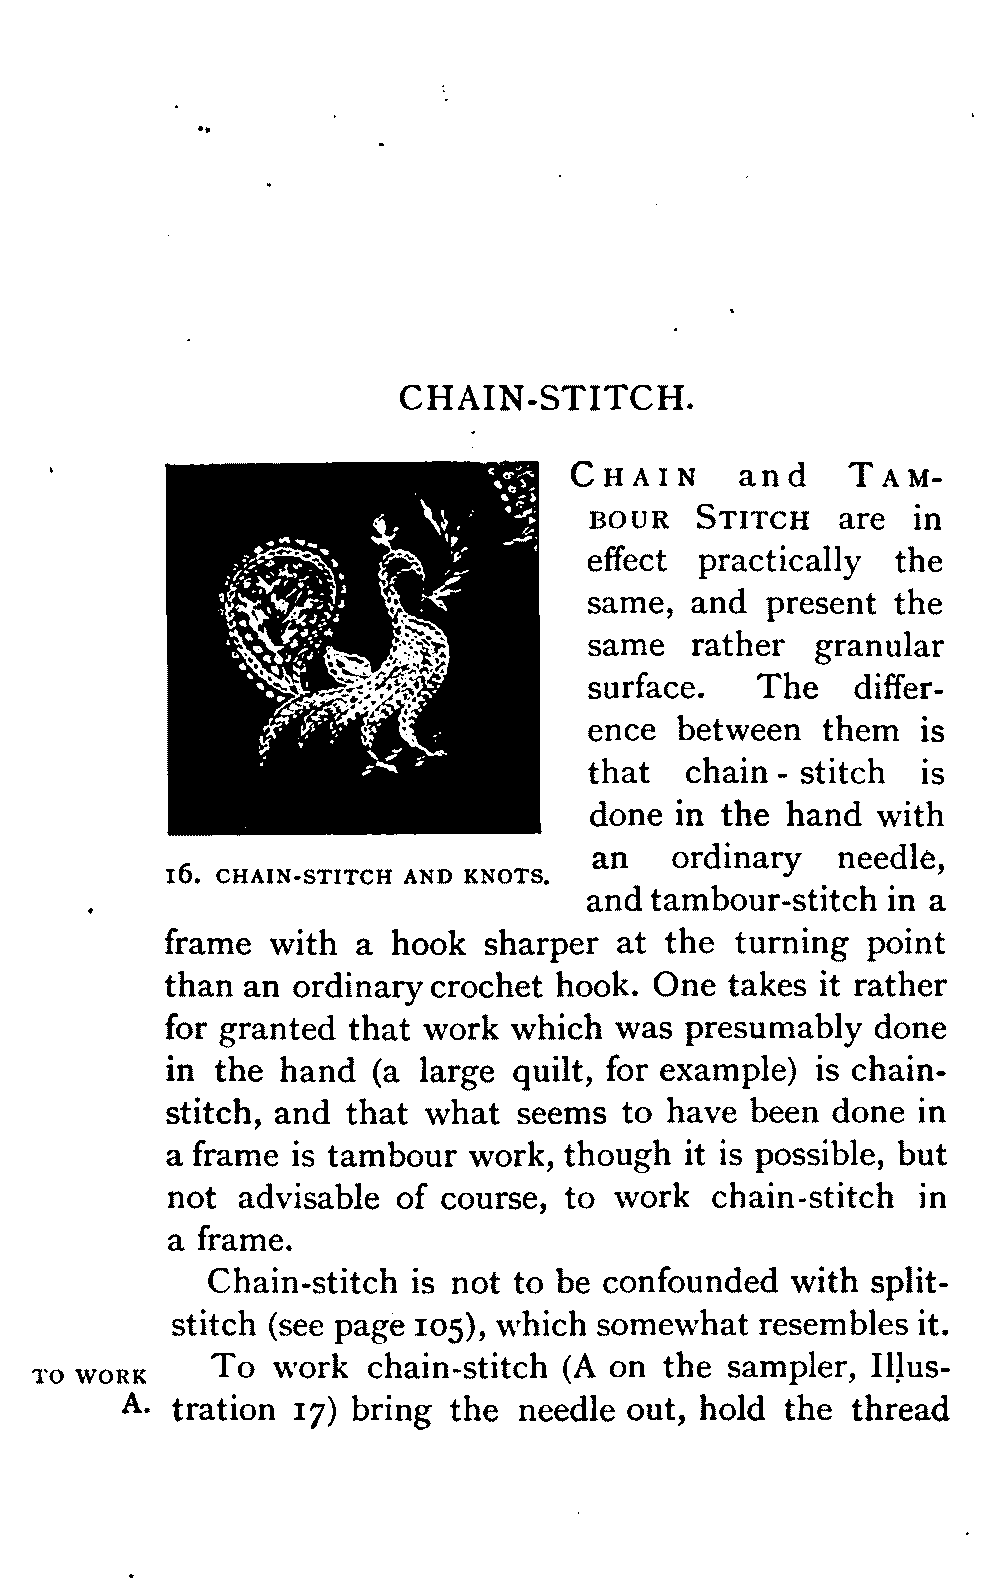 CHAIN-STITCH.
CHAIN and TAM-
BOUR STITCH are in
effect practically the
same, and present the
same rather granular
surface. The differ-
ence between them is
that chain-stitch is
done in the hand with
an ordinary needle,
and tambour-stitch in a
16. CHAIN-STITCH AND KNOTS.
frame with a hook sharper at the turning point
than an ordinary crochet hook. One takes it rather
for granted that work which was presumably done
in the hand (a large quilt, for example) is chain-
stitch, and that what seems to have been done in
a frame is tambour work, though it is possible, but
not advisable of course, to work chain-stitch in
a frame.
Chain-stitch is not to be confounded with split-
stitch (see page 105), which somewhat resembles it.
TO WORK
A.
To work chain-stitch (A on the sampler, Illus-
tration 17) bring the needle out, hold the thread